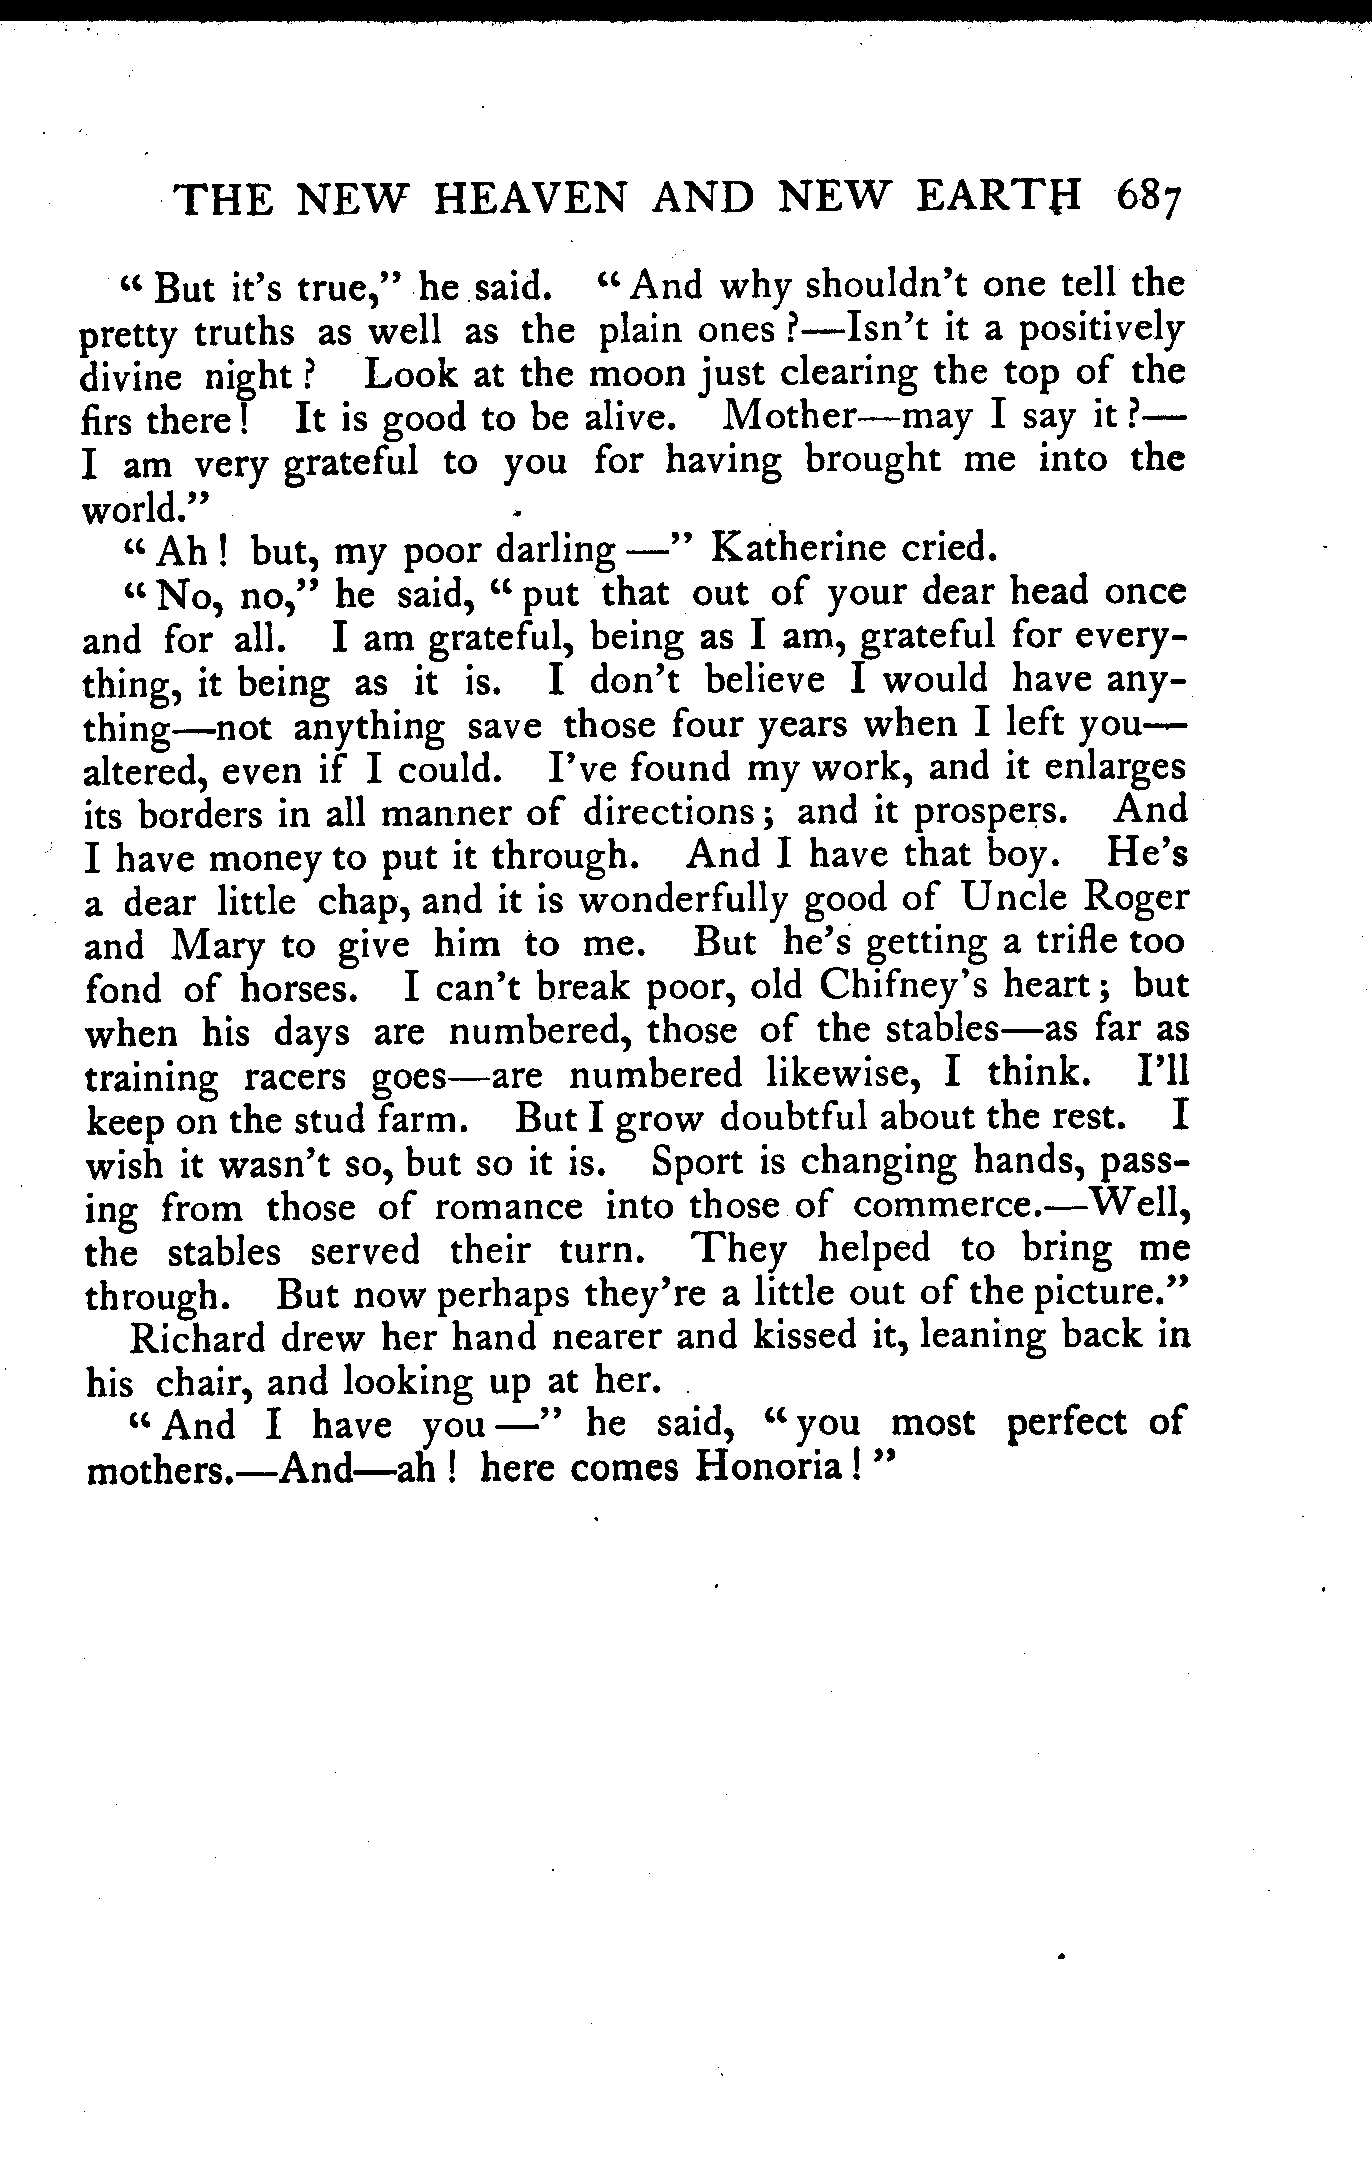 THE NEW HEAVEN AND NEW EARTH 687
“ But it’s true,” he said. “ And why shouldn’t one tell the
pretty truths as well as the plain ones ?—Isn’t it a positively
divine night ? Look at the moon just clearing the top of the
firs there ! It is good to be alive. Mother—may I say it ?—
I am very grateful to you for having brought me into the
world.”
“ Ah ! but, my poor darling —” Katherine cried.
“ No, no,” he said, “ put that out of your dear head once
and for all. I am grateful, being as I am, grateful for every-
thing, it being as it is. I don’t believe I would have any-
thing—not anything save those four years when I left you—
altered, even if I could. I’ve found my work, and it enlarges
its borders in all manner of directions ; and it prospers. And
I have money to put it through. And I have that boy. He’s
a dear little chap, and it is wonderfully good of Uncle Roger
and Mary to give him to me. But he’s getting a trifle too
fond of horses. I can’t break poor, old Chifney’s heart ; but
when his days are numbered, those of the stables—as far as
training racers goes—are numbered likewise, I think. I’ll
keep on the stud farm. But I grow doubtful about the rest. I
wish it wasn’t so, but so it is. Sport is changing hands, pass-
ing from those of romance into those of commerce.—Well,
the stables served their turn. They helped to bring me
through. But now perhaps they’re a little out of the picture.”
Richard drew her hand nearer and kissed it, leaning back in
his chair, and looking up at her.
“ And I have you —” he said, “ you most perfect of
mothers.—And—ah ! here comes Honoria ! ”